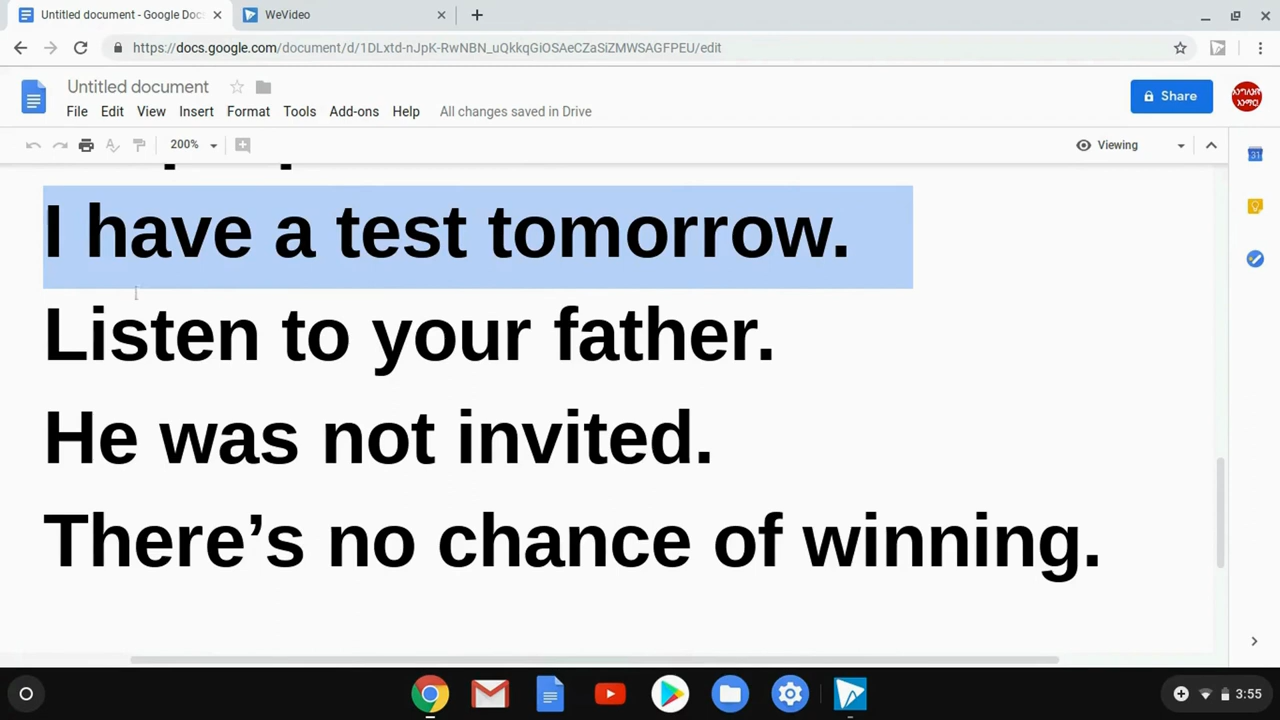 Untitled document - Google Docs
WeVideo
https://docs.google.com/document/d/1DLxtd-nJpK-RwNBN_uQkkqGiOSAeCZaSiZMWSAGFPEU/edit
Untitled document
Share
File Edit View Insert Format Tools Add-ons Help All changes saved in Drive
200%
Viewing
31
I have a test tomorrow.
Listen to your father.
He was not invited.
There’s no chance of winning.
3:55